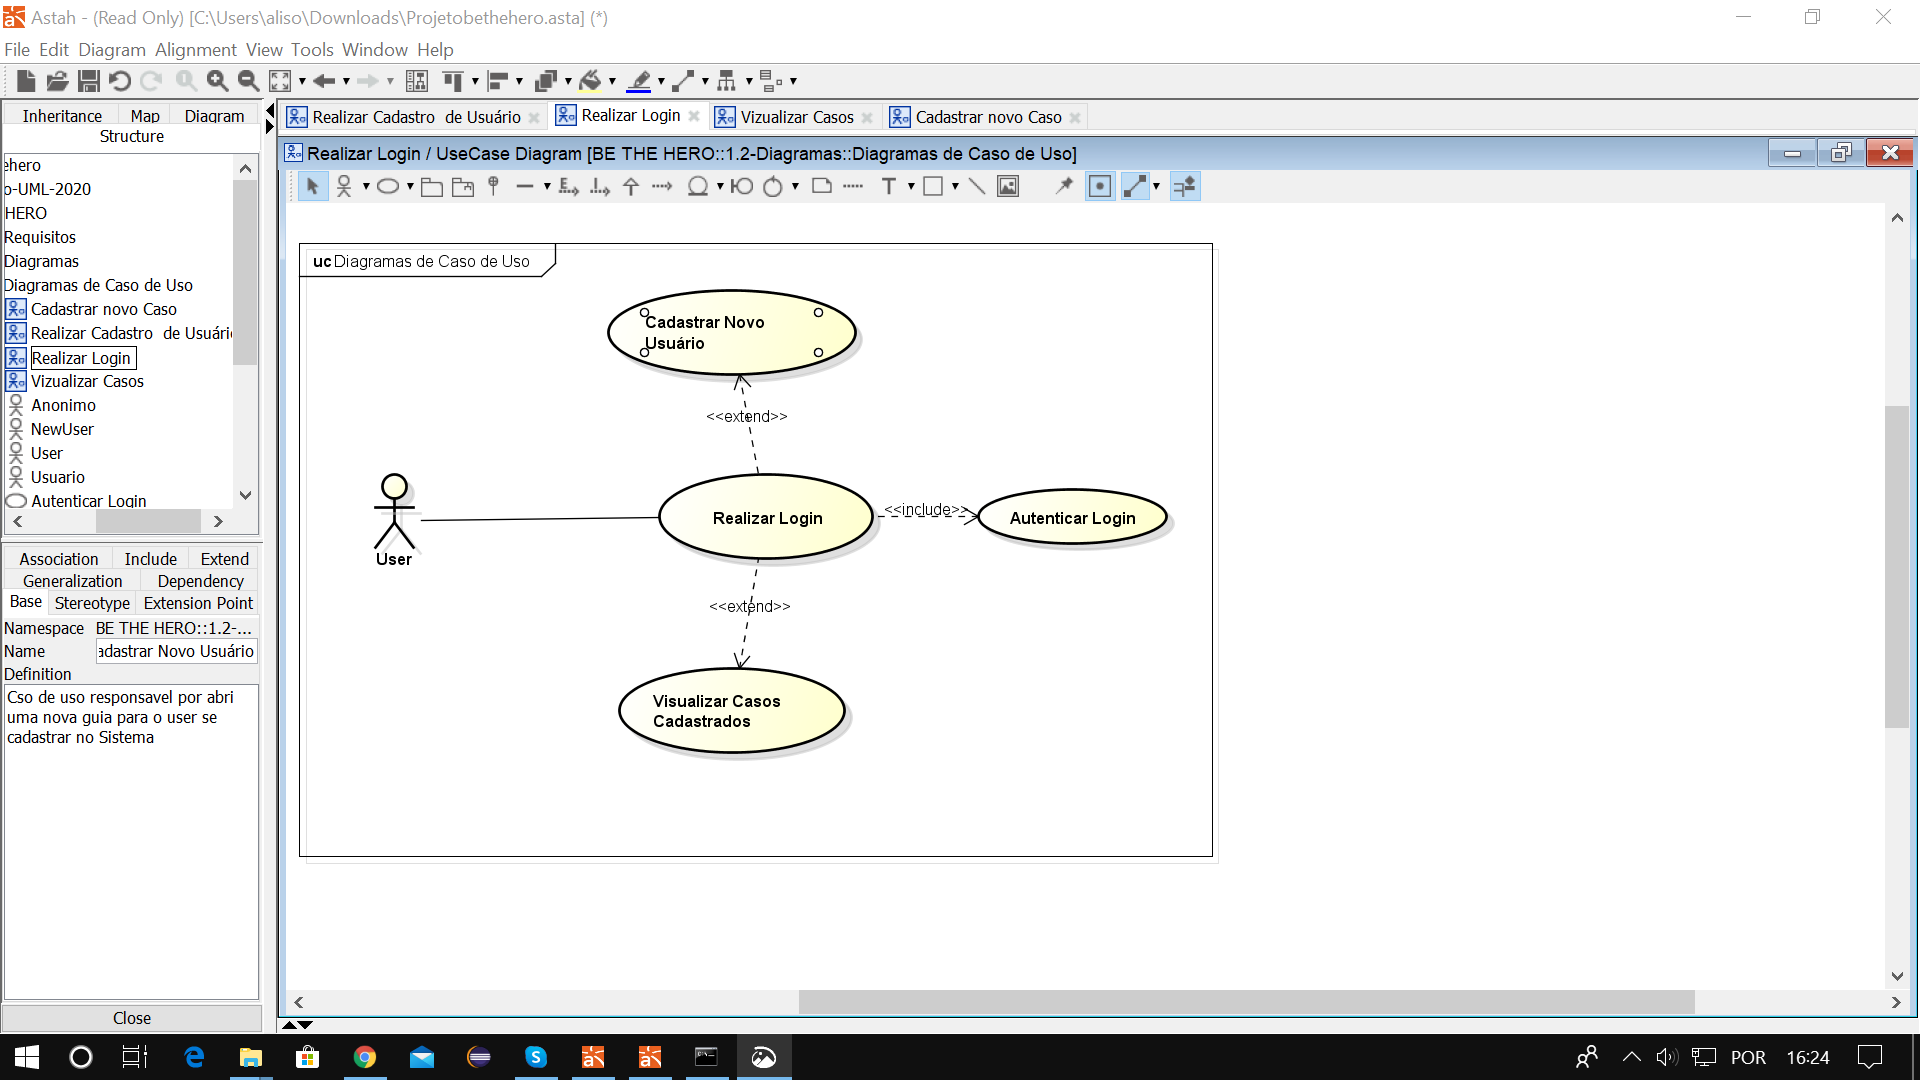 Astah - (Read Only) [C:\Users\aliso\Downloads\Projetobethehero.asta] (*)
File Edit Diagram Alignment View Tools Window Help
Inheritance Map Diagram
Structure
ehero
o-UML-2020
HERO
Requisitos
Diagramas
Diagramas de Caso de Uso
Cadastrar novo Caso
Realizar Cadastro de Usuári
Realizar Login
Vizualizar Casos
Anonimo
NewUser
User
Usuario
Autenticar Login
Association Include Extend
Generalization Dependency
Base Stereotype Extension Point
Namespace BE THE HERO::1.2-...
Name adastrar Novo Usuário
Definition
Cso de uso responsavel por abri
uma nova guia para o user se
cadastrar no Sistema
Close
Realizar Cadastro de Usuário
Realizar Login
Vizualizar Casos
Cadastrar novo Caso
Realizar Login / UseCase Diagram [BE THE HERO::1.2-Diagramas::Diagramas de Caso de Uso]
uc Diagramas de Caso de Uso
Cadastrar Novo
Usuário
<<extend>>
User
Realizar Login
<<include>>
Autenticar Login
<<extend>>
Visualizar Casos
Cadastrados
POR 16:24